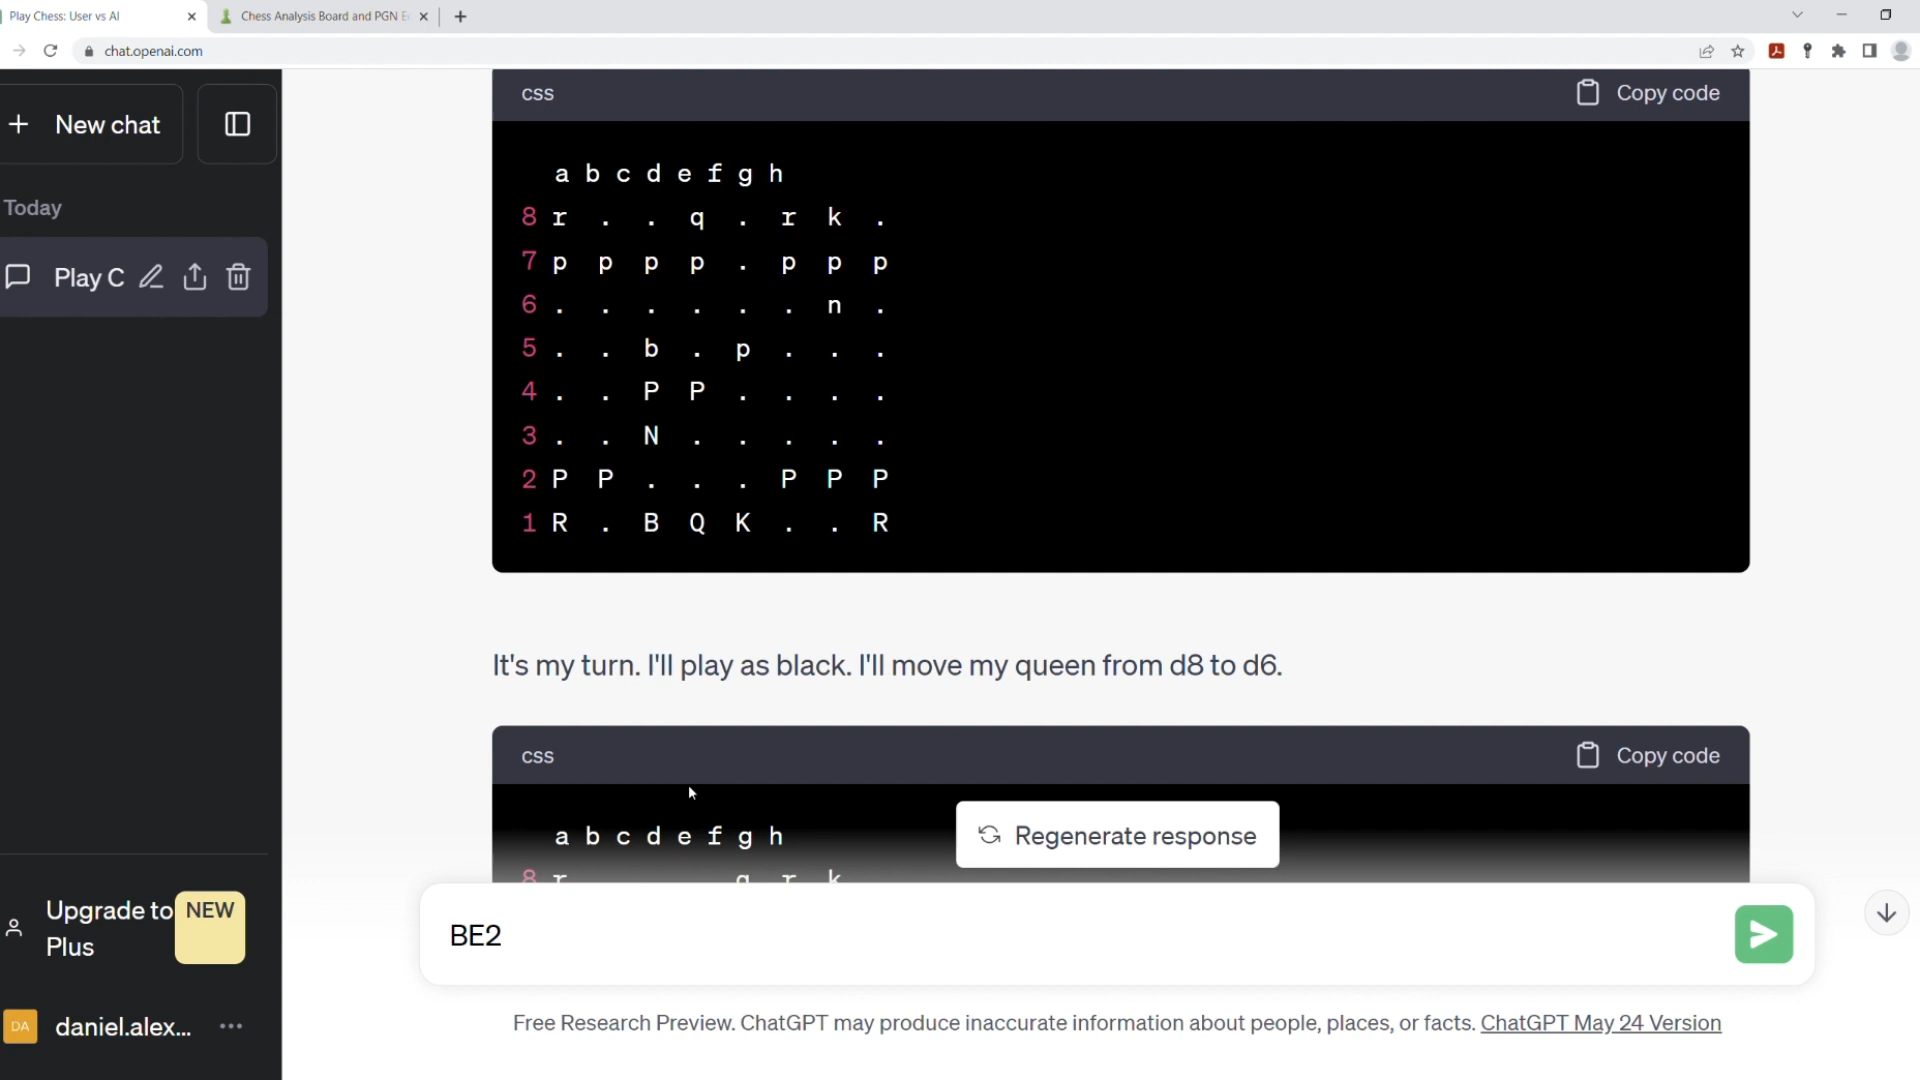 Play Chess: User vs AI
Chess Analysis Board and PGN E
chat.openai.com
New chat
Today
Play C
Upgrade to Plus
NEW
DA
daniel.alex...
css
Copy code
a b c d e f g h
8 r . . q . r k .
7 p p p p . p p p
6 . . . . . . n .
5 . . b . p . . .
4 . . P P . . . .
3 . . N . . . . .
2 P P . . . P P P
1 R . B Q K . . R
It's my turn. I'll play as black. I'll move my queen from d8 to d6.
css
Copy code
a b c d e f g h
8 r q r k
Regenerate response
BE2
Free Research Preview. ChatGPT may produce inaccurate information about people, places, or facts. ChatGPT May 24 Version